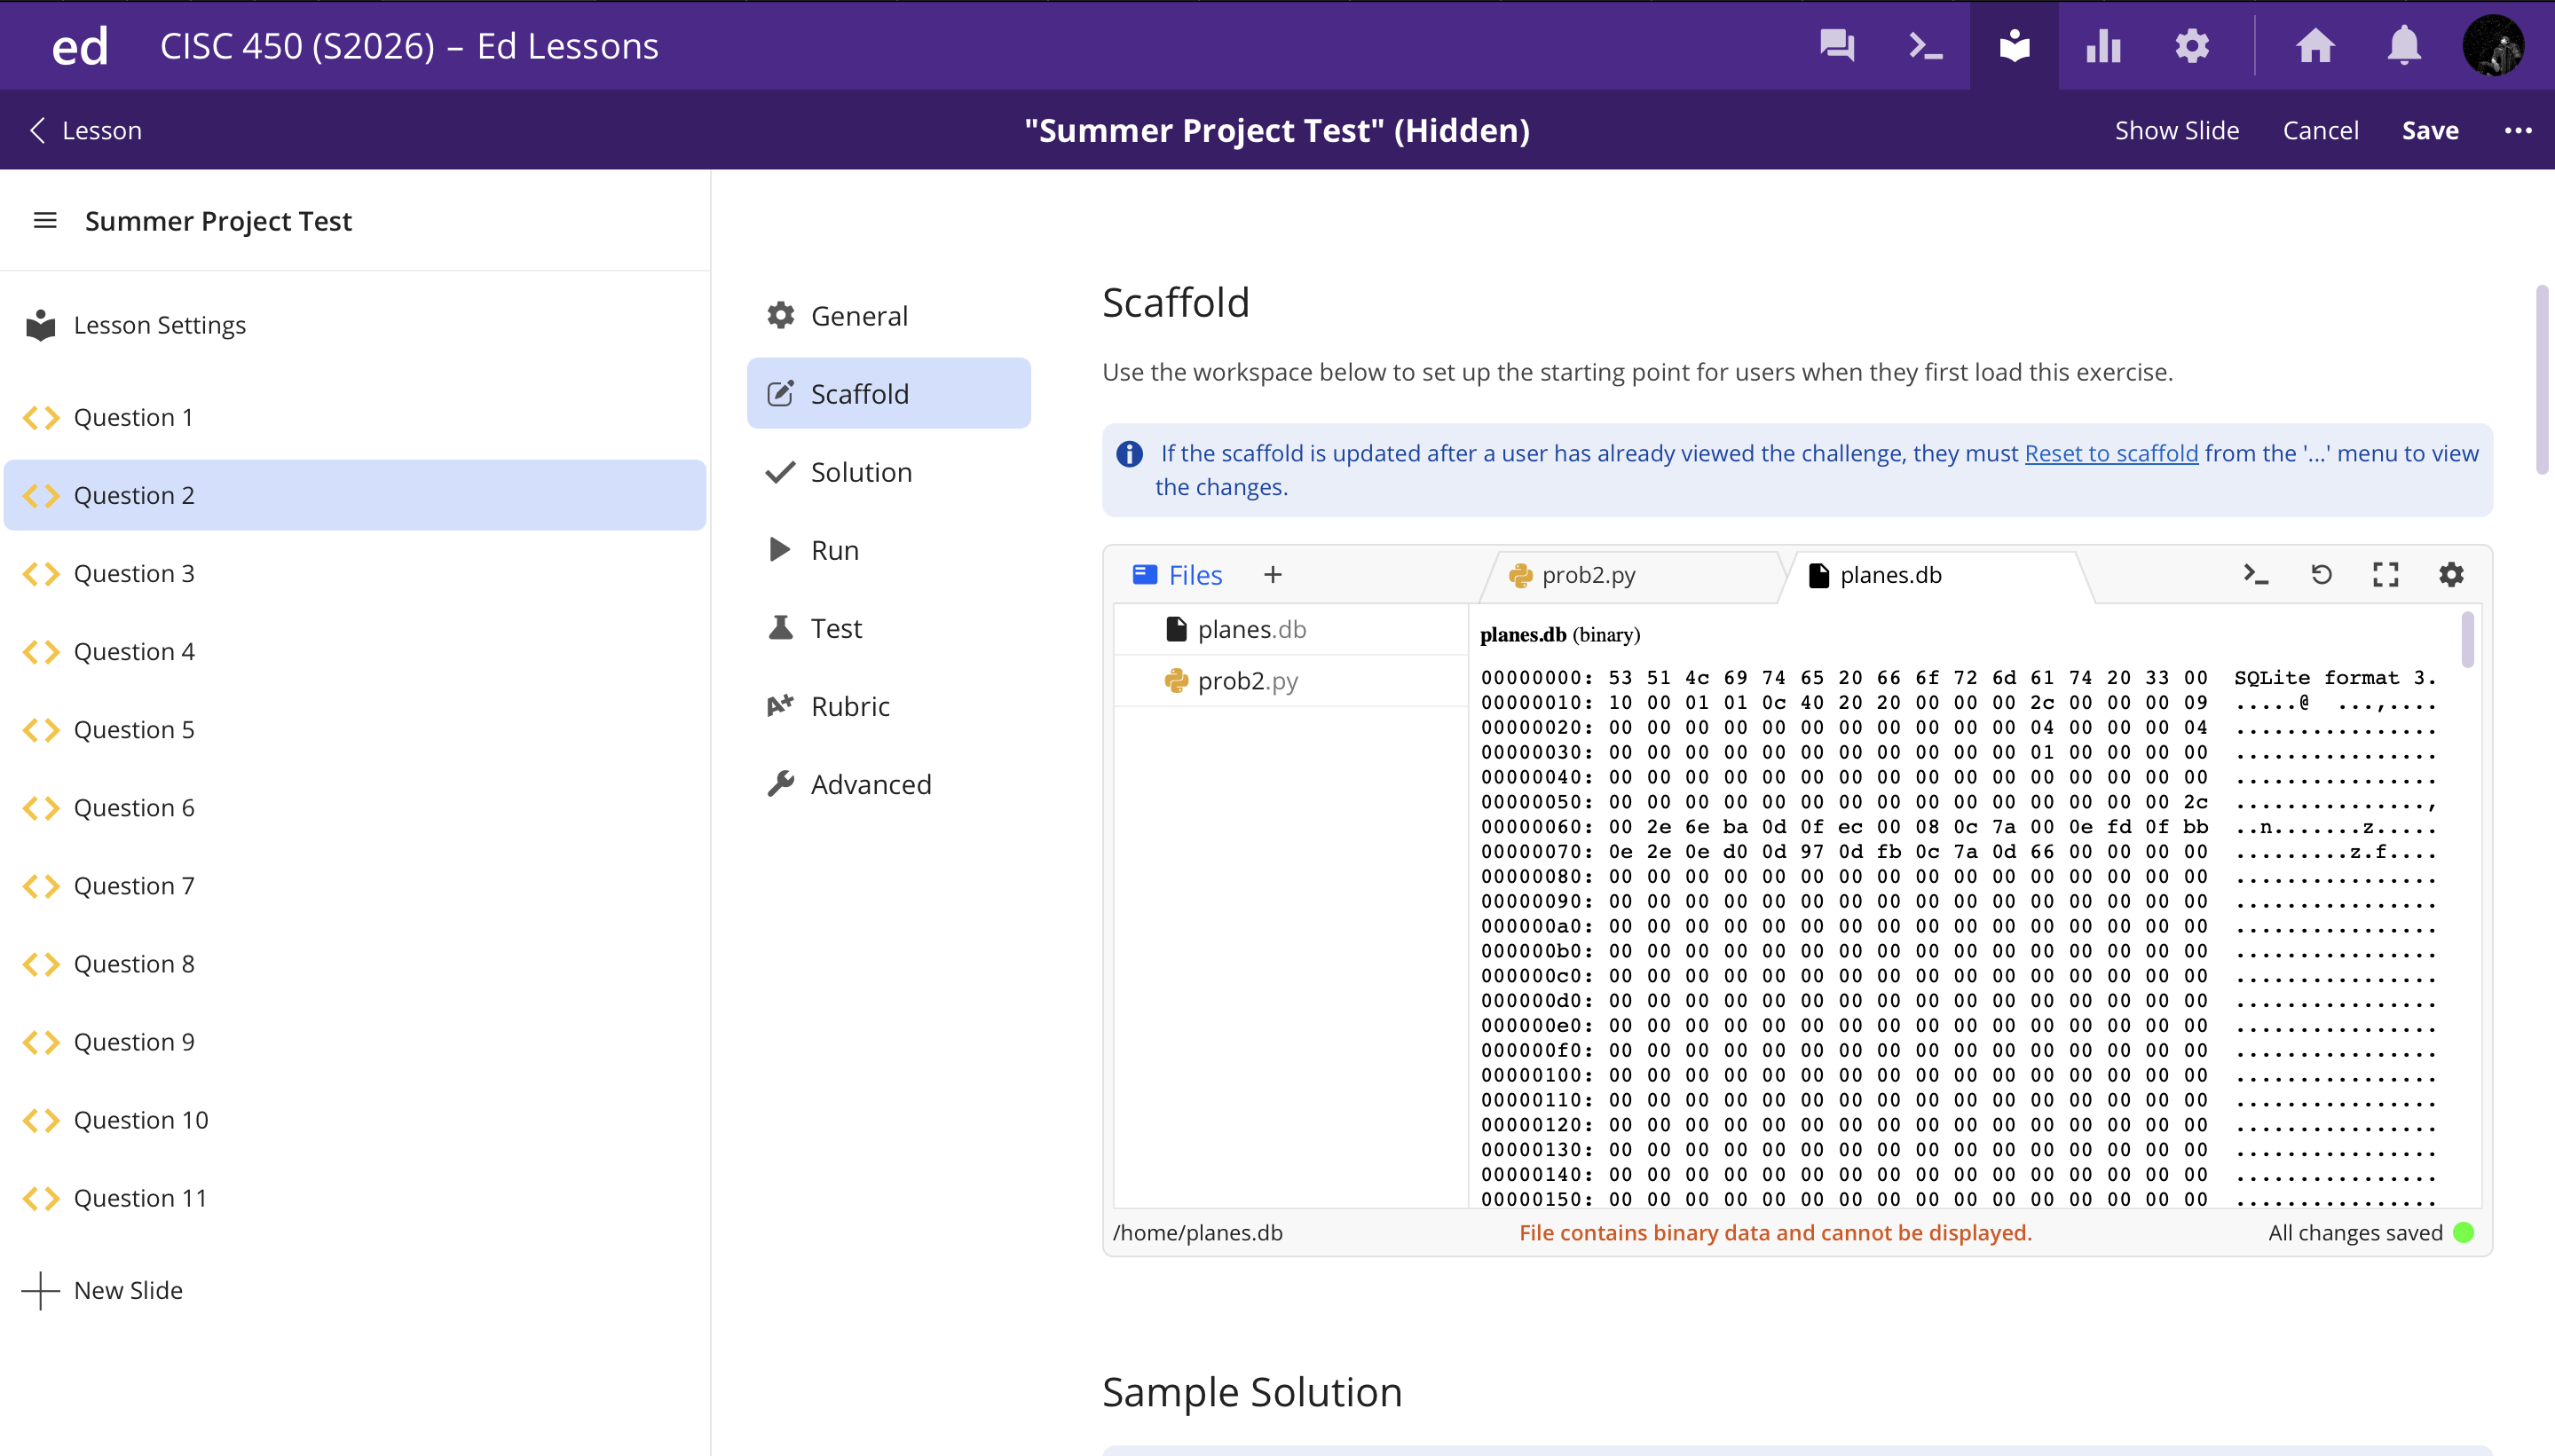 ed CISC 450 (S2026) – Ed Lessons
Lesson
"Summer Project Test" (Hidden)
Show Slide Cancel Save ...
Summer Project Test
Lesson Settings
Question 1
Question 2
Question 3
Question 4
Question 5
Question 6
Question 7
Question 8
Question 9
Question 10
Question 11
New Slide
General
Scaffold
Solution
Run
Test
Rubric
Advanced
Scaffold
Use the workspace below to set up the starting point for users when they first load this exercise.
If the scaffold is updated after a user has already viewed the challenge, they must Reset to scaffold from the '...' menu to view
the changes.
Files + prob2.py planes.db
planes.db
prob2.py
planes.db (binary)
00000000: 53 51 4c 69 74 65 20 66 6f 72 6d 61 74 20 33 00  SQLite format 3.
00000010: 10 00 01 01 0c 40 20 20 00 00 00 2c 00 00 00 09  .....@  ...,....
00000020: 00 00 00 00 00 00 00 00 00 00 00 04 00 00 00 04  ................
00000030: 00 00 00 00 00 00 00 00 00 00 00 01 00 00 00 00  ................
00000040: 00 00 00 00 00 00 00 00 00 00 00 00 00 00 00 00  ................
00000050: 00 00 00 00 00 00 00 00 00 00 00 00 00 00 00 2c  ...............,
00000060: 00 2e 6e ba 0d 0f ec 00 08 0c 7a 00 0e fd 0f bb  ..n.......z.....
00000070: 0e 2e 0e d0 0d 97 0d fb 0c 7a 0d 66 00 00 00 00  .........z.f....
00000080: 00 00 00 00 00 00 00 00 00 00 00 00 00 00 00 00  ................
00000090: 00 00 00 00 00 00 00 00 00 00 00 00 00 00 00 00  ................
000000a0: 00 00 00 00 00 00 00 00 00 00 00 00 00 00 00 00  ................
000000b0: 00 00 00 00 00 00 00 00 00 00 00 00 00 00 00 00  ................
000000c0: 00 00 00 00 00 00 00 00 00 00 00 00 00 00 00 00  ................
000000d0: 00 00 00 00 00 00 00 00 00 00 00 00 00 00 00 00  ................
000000e0: 00 00 00 00 00 00 00 00 00 00 00 00 00 00 00 00  ................
000000f0: 00 00 00 00 00 00 00 00 00 00 00 00 00 00 00 00  ................
00000100: 00 00 00 00 00 00 00 00 00 00 00 00 00 00 00 00  ................
00000110: 00 00 00 00 00 00 00 00 00 00 00 00 00 00 00 00  ................
00000120: 00 00 00 00 00 00 00 00 00 00 00 00 00 00 00 00  ................
00000130: 00 00 00 00 00 00 00 00 00 00 00 00 00 00 00 00  ................
00000140: 00 00 00 00 00 00 00 00 00 00 00 00 00 00 00 00  ................
00000150: 00 00 00 00 00 00 00 00 00 00 00 00 00 00 00 00  ................
/home/planes.db File contains binary data and cannot be displayed. All changes saved
Sample Solution